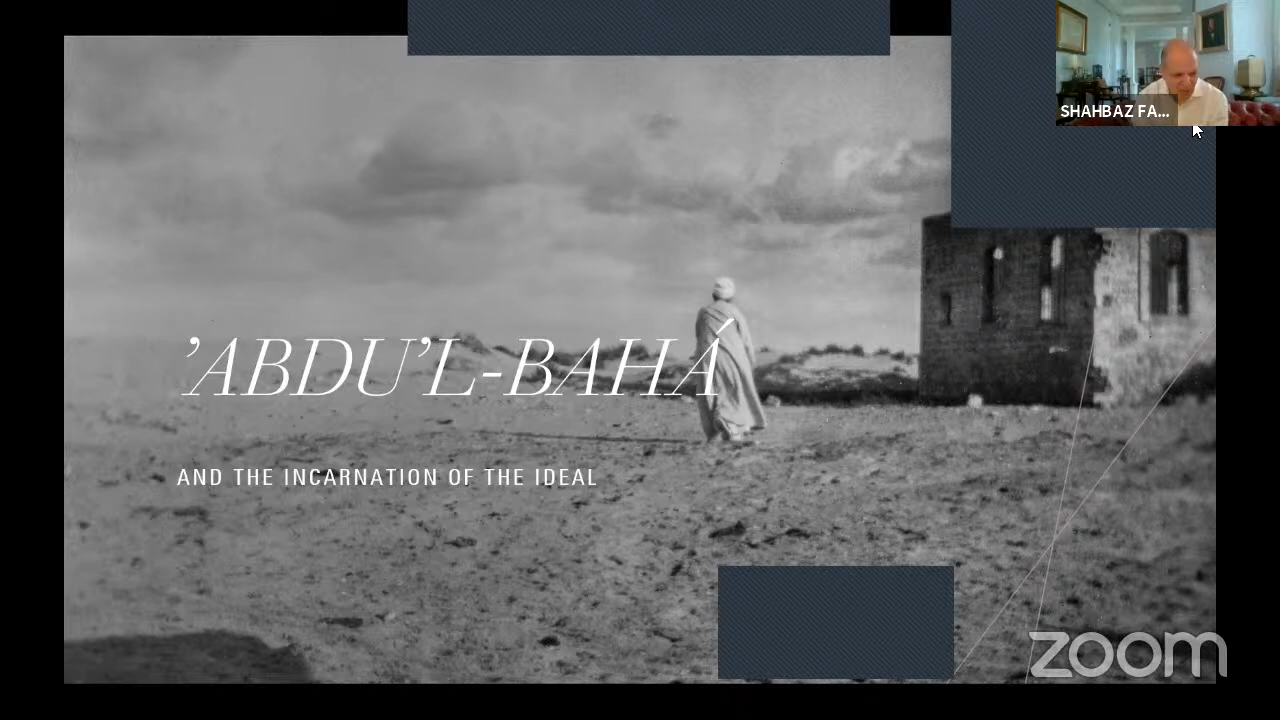 SHAHBAZ FA...
’ABDU’L-BAHÁ
AND THE INCARNATION OF THE IDEAL
zoom